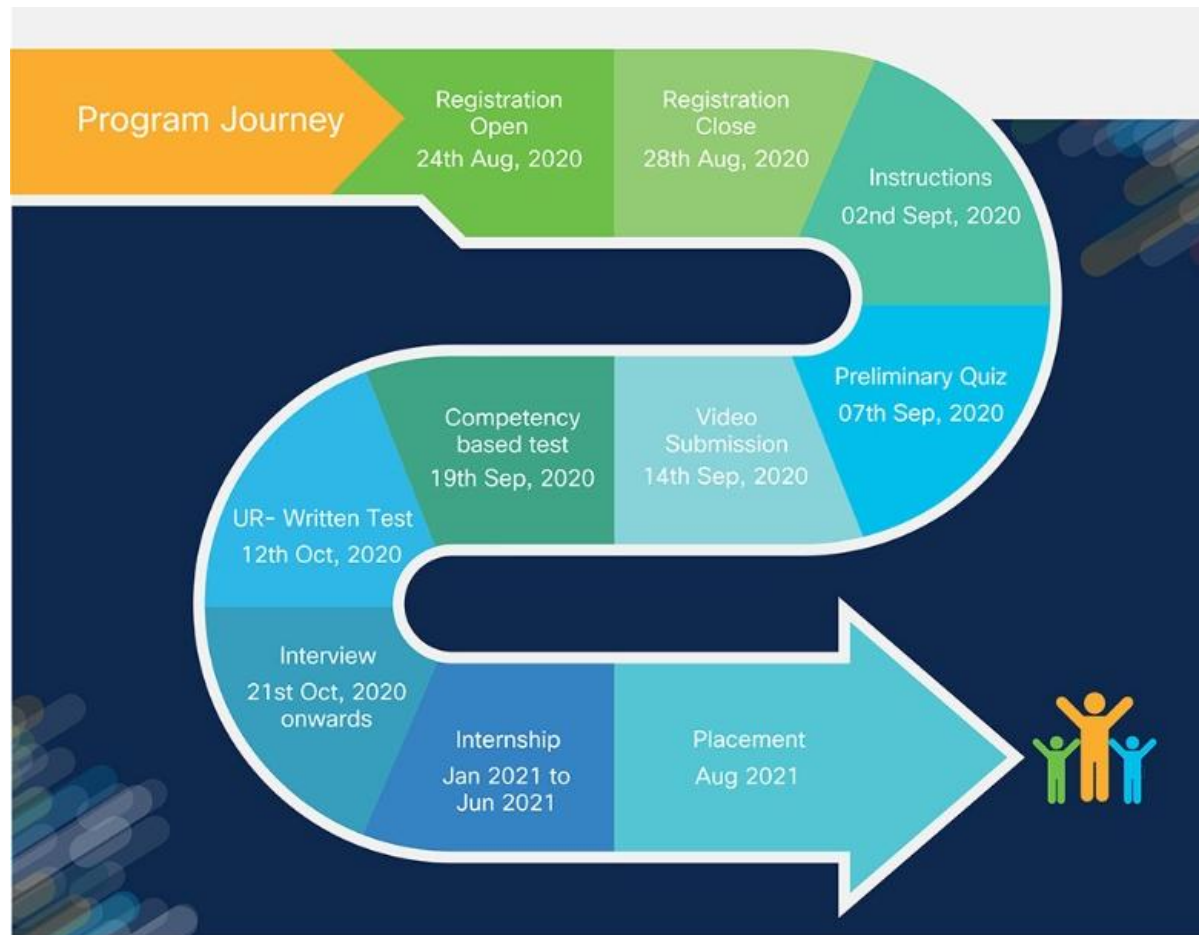 Program Journey
Registration
Open
24th Aug, 2020
Registration
Close
28th Aug, 2020
Instructions
02nd Sept, 2020
Preliminary Quiz
07th Sep, 2020
Video
Submission
14th Sep, 2020
Competency
based test
19th Sep, 2020
UR- Written Test
12th Oct, 2020
Interview
21st Oct, 2020
onwards
Internship
Jan 2021 to
Jun 2021
Placement
Aug 2021